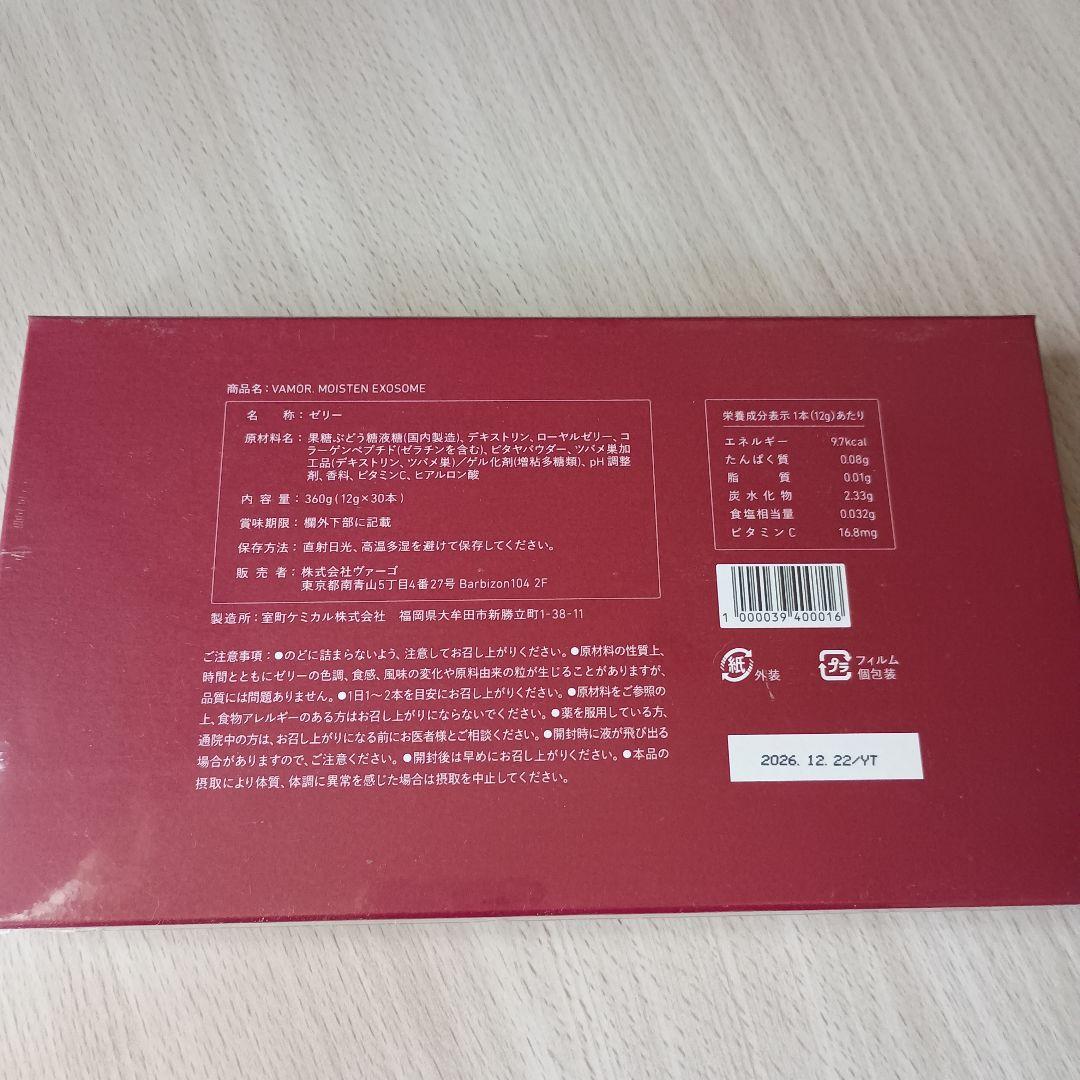 商品名：VAMOR. MOISTEN EXOSOME
名　　称：ゼリー
原材料名：果糖ぶどう糖液糖(国内製造)、デキストリン、ローヤルゼリー、コ
ラーゲンペプチド(ゼラチンを含む)、ピタヤパウダー、ツバメ巣加
工品(デキストリン、ツバメ巣)／ゲル化剤(増粘多糖類)、pH調整
剤、香料、ビタミンC、ヒアルロン酸
内 容 量：360g(12g×30本)
賞味期限：欄外下部に記載
保存方法：直射日光、高温多湿を避けて保存してください。
販 売 者：株式会社ヴァーゴ
東京都南青山5丁目4番27号 Barbizon104 2F
製造所：室町ケミカル株式会社　福岡県大牟田市新勝立町1-38-11
ご注意事項：●のどに詰まらないよう、注意してお召し上がりください。●原材料の性質上、
時間とともにゼリーの色調、食感、風味の変化や原料由来の粒が生じることがありますが、
品質には問題ありません。●1日1〜2本を目安にお召し上がりください。●原材料をご参照の
上、食物アレルギーのある方はお召し上がりにならないでください。●薬を服用している方、
通院中の方は、お召し上がりになる前にお医者様とご相談ください。●開封時に液が飛び出る
場合がありますので、ご注意ください。●開封後は早めにお召し上がりください。●本品の
摂取により体質、体調に異常を感じた場合は摂取を中止してください。
栄養成分表示 1本(12g)あたり
エネルギー 9.7kcal
たんぱく質 0.08g
脂　　質 0.01g
炭水化物 2.33g
食塩相当量 0.032g
ビタミンC 16.8mg
1 000039 400016
紙 外装
プラ フィルム
個包装
2026. 12. 22/YT